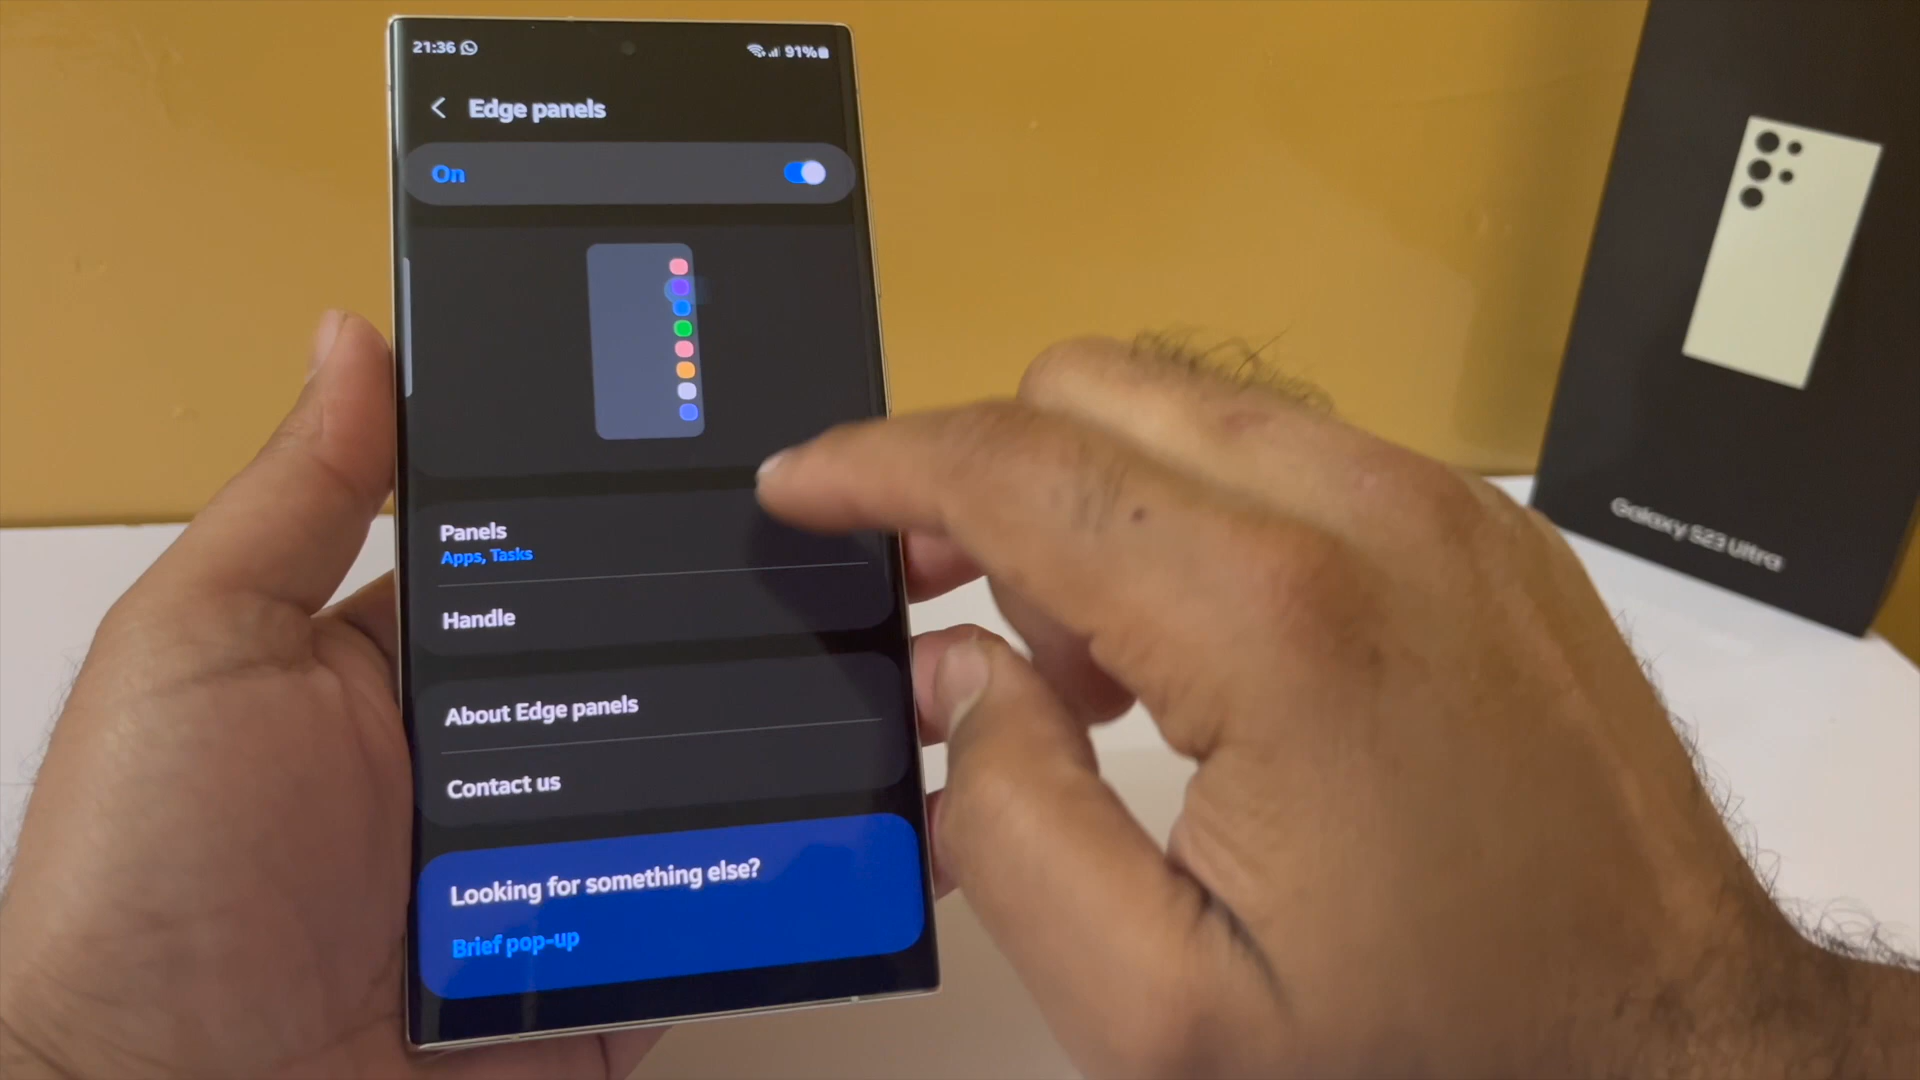 21:36 91%
Edge panels
On
Panels
Apps, Tasks
Handle
About Edge panels
Contact us
Looking for something else?
Brief pop-up
Galaxy S23 Ultra